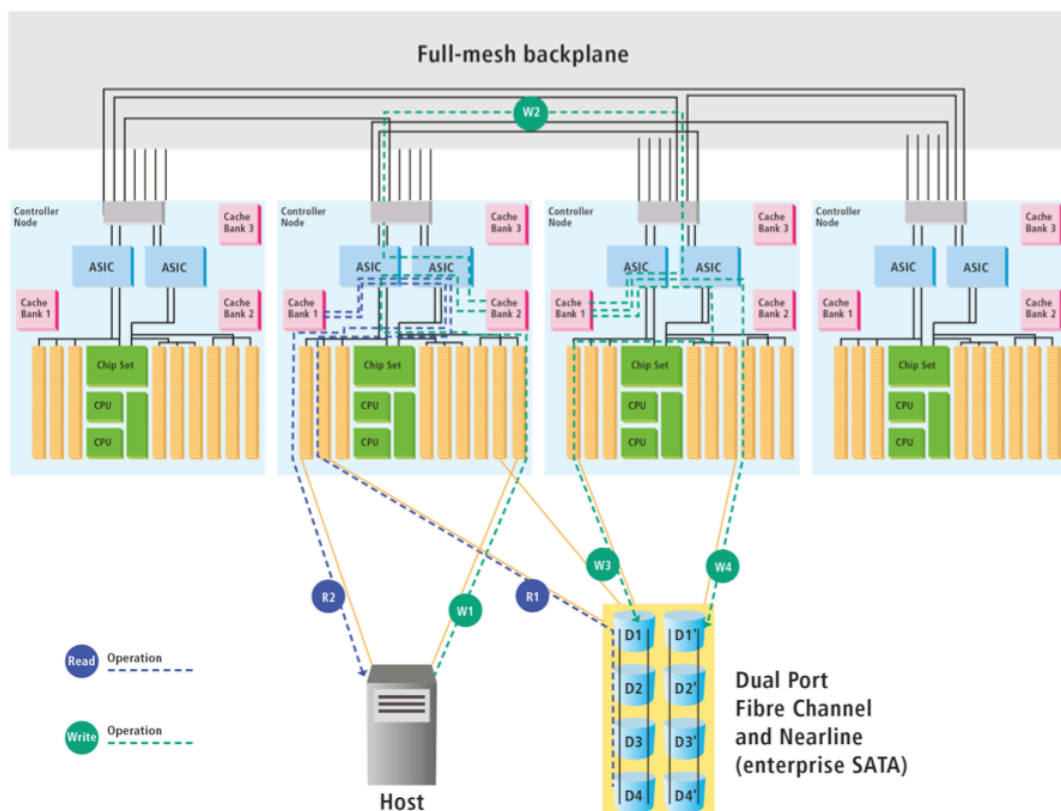 Full-mesh backplane
W2
Controller
Node
Cache
Bank 3
ASIC
ASIC
Cache
Bank 1
Cache
Bank 2
Chip Set
CPU
CPU
Controller
Node
Cache
Bank 3
ASIC
ASIC
Cache
Bank 1
Cache
Bank 2
Chip Set
CPU
CPU
Controller
Node
Cache
Bank 3
ASIC
ASIC
Cache
Bank 1
Cache
Bank 2
Chip Set
CPU
CPU
Controller
Node
Cache
Bank 3
ASIC
ASIC
Cache
Bank 1
Cache
Bank 2
Chip Set
CPU
CPU
R2
W1
R1
W3
W4
Read Operation
Write Operation
Host
D1 D1′
D2 D2′
D3 D3′
D4 D4′
Dual Port
Fibre Channel
and Nearline
(enterprise SATA)